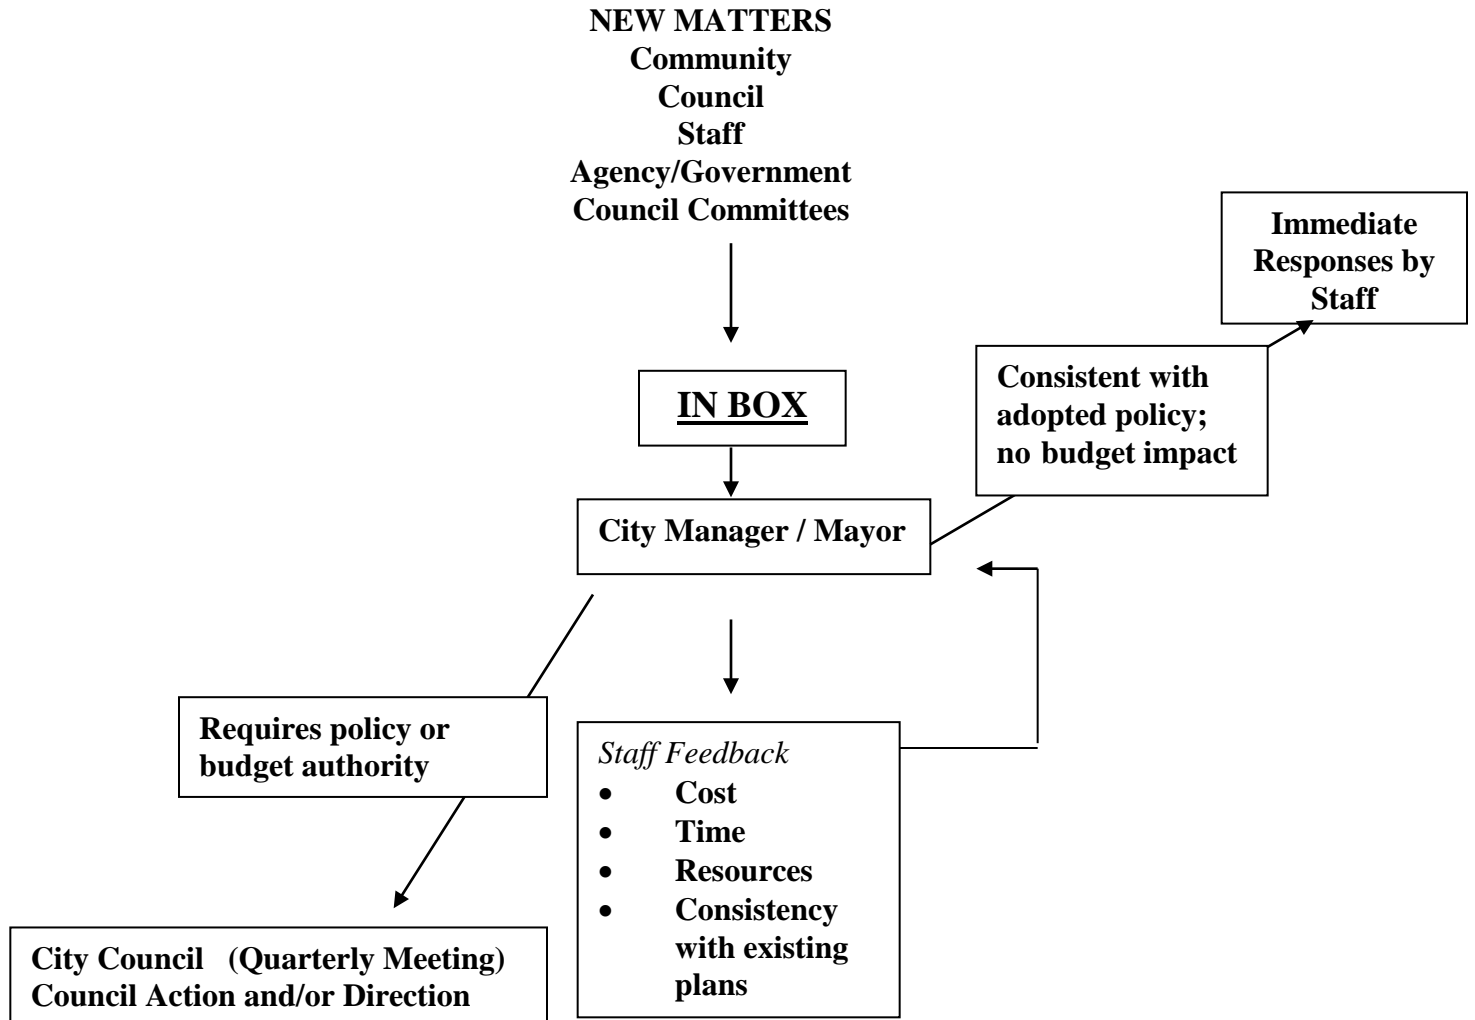 NEW MATTERS
Community
Council
Staff
Agency/Government
Council Committees
Immediate
Responses by
Staff
Consistent with
adopted policy;
no budget impact
IN BOX
City Manager / Mayor
Requires policy or
budget authority
Staff Feedback
• Cost
• Time
• Resources
• Consistency
with existing
plans
City Council (Quarterly Meeting)
Council Action and/or Direction